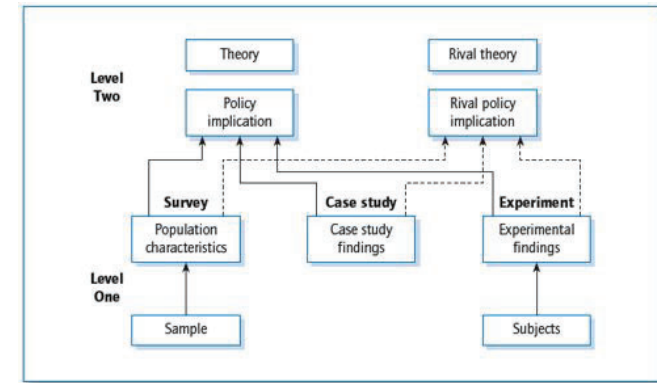 Theory
Rival theory
Level
Two
Policy
implication
Rival policy
implication
Survey
Case study
Experiment
Population
characteristics
Case study
findings
Experimental
findings
Level
One
Sample
Subjects